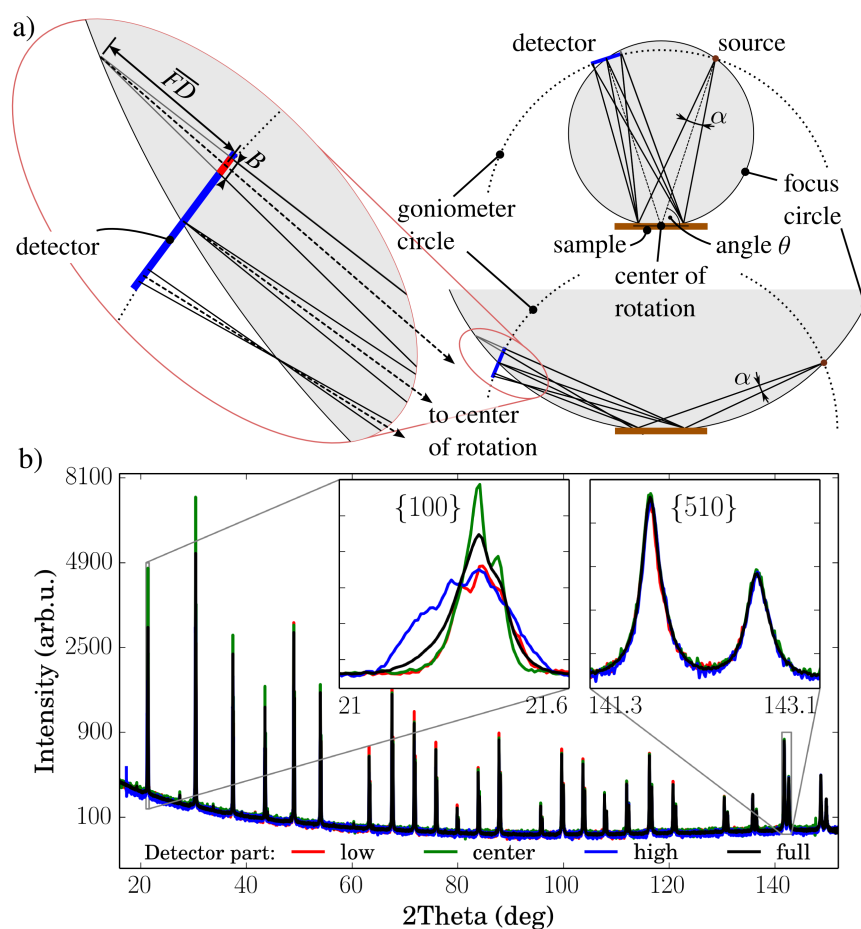 a)
detector
source
FD
B
α
goniometer
circle
focus
circle
detector
sample
angle θ
center of
rotation
α
to center
of rotation
b)
8100
4900
2500
900
100
Intensity (arb.u.)
{100}
21
21.6
{510}
141.3
143.1
Detector part: low center high full
20 40 60 80 100 120 140
2Theta (deg)